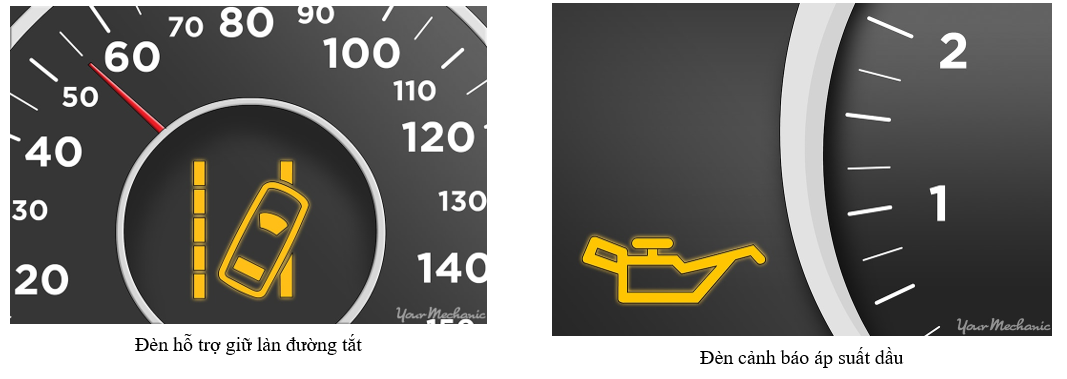 70 80 90
60 100
50 110
40 120
30 130
20 140
150
YourMechanic
Đèn hỗ trợ giữ làn đường tắt
2
1
YourMechanic
Đèn cảnh báo áp suất dầu